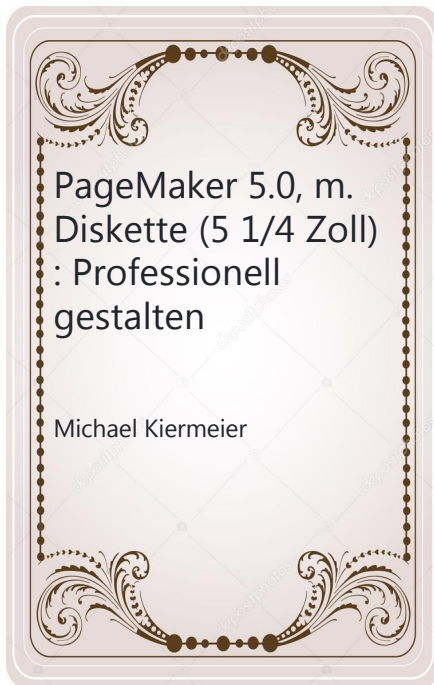 PageMaker 5.0, m.
Diskette (5 1/4 Zoll)
: Professionell
gestalten
Michael Kiermeier